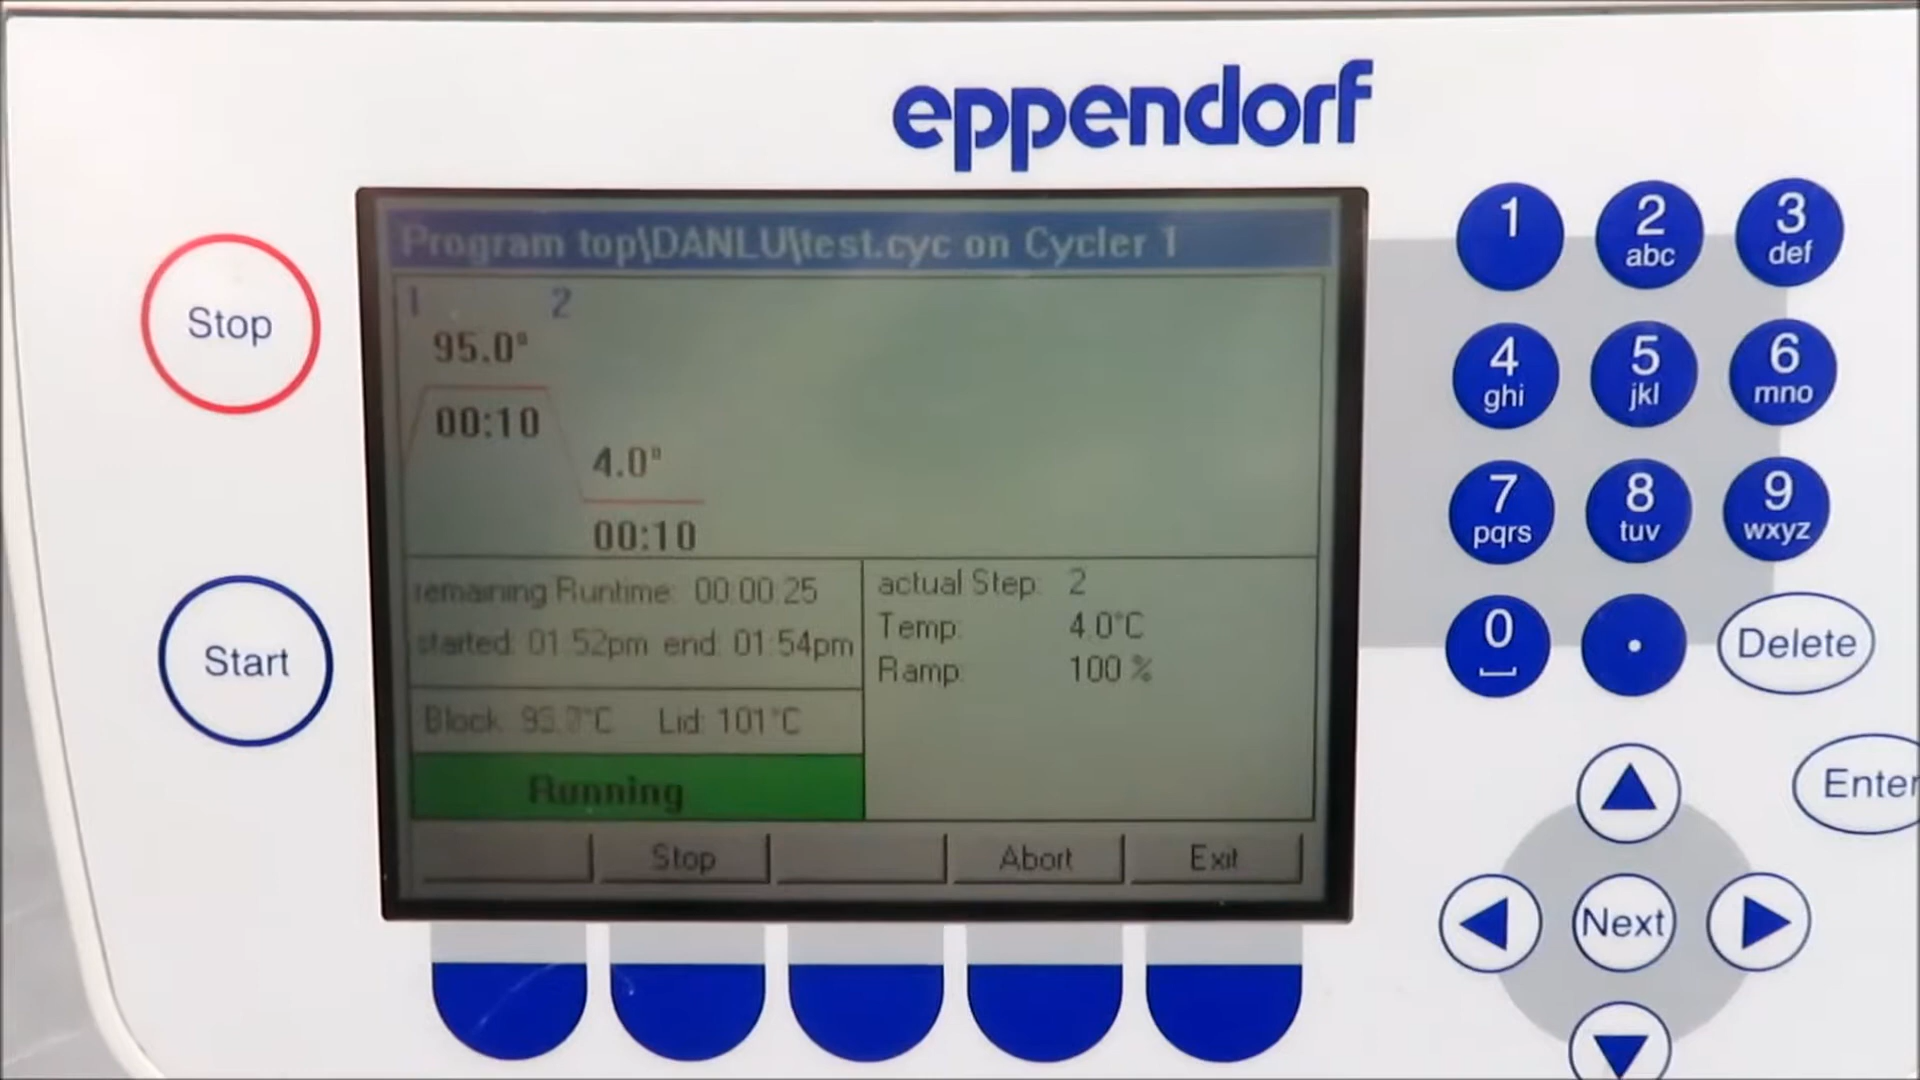 eppendorf
Program top\DANLU\test.cyc on Cycler 1
1 2
95.0°
00:10
4.0°
00:10
remaining Runtime: 00:00:25
started: 01:52pm end: 01:54pm
Block: Lid: 101°C
Running
actual Step: 2
Temp: 4.0°C
Ramp: 100 %
Stop Abort Exit
Stop
Start
1 2 abc 3 def
4 ghi 5 jkl 6 mno
7 pqrs 8 tuv 9 wxyz
0 . Delete
Enter
Next